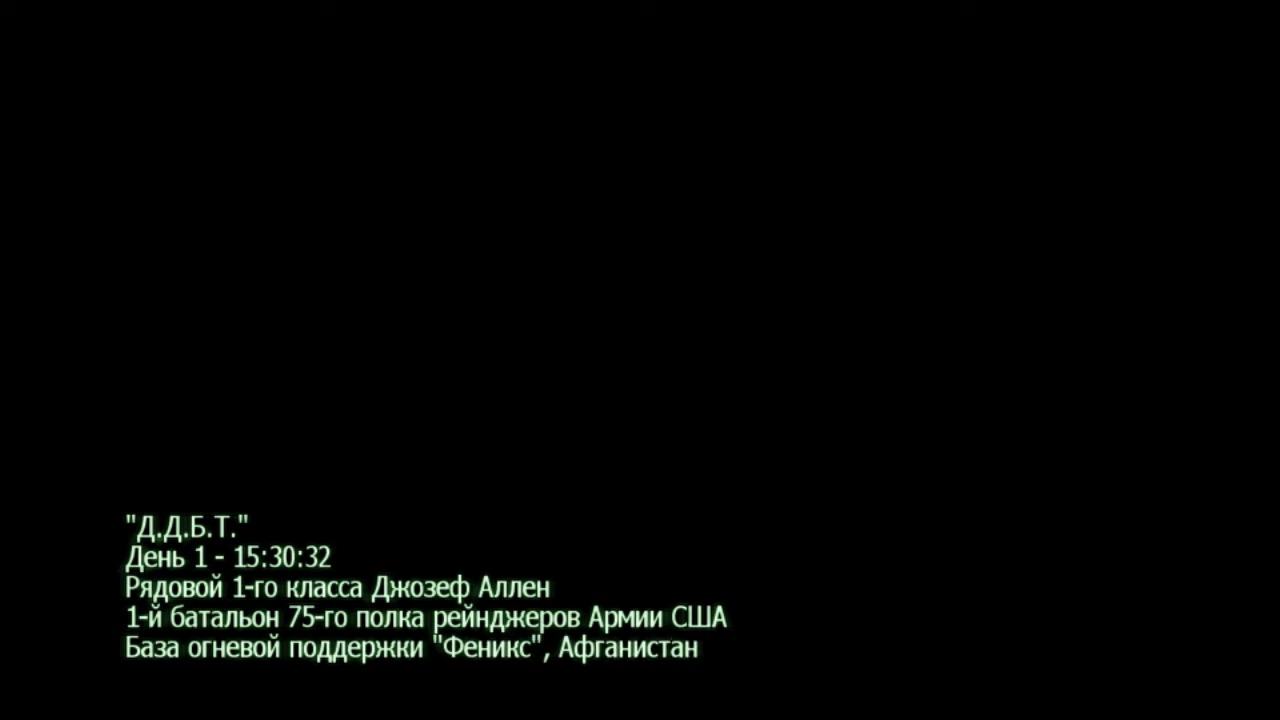 "Д.Д.Б.Т."
День 1 - 15:30:32
Рядовой 1-го класса Джозеф Аллен
1-й батальон 75-го полка рейнджеров Армии США
База огневой поддержки "Феникс", Афганистан